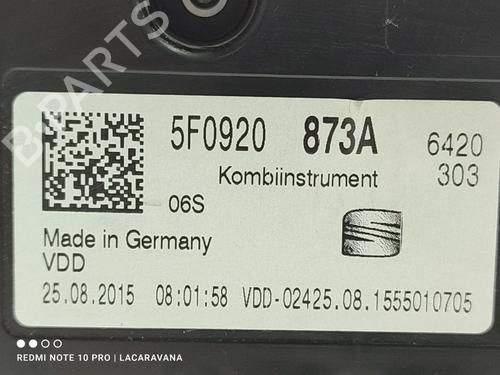 B-PARTS
5F0920 873A 6420
Kombiinstrument 303
06S
Made in Germany
VDD
25.08.2015 08:01:58 VDD-02425.08.1555010705
REDMI NOTE 10 PRO | LACARAVANA